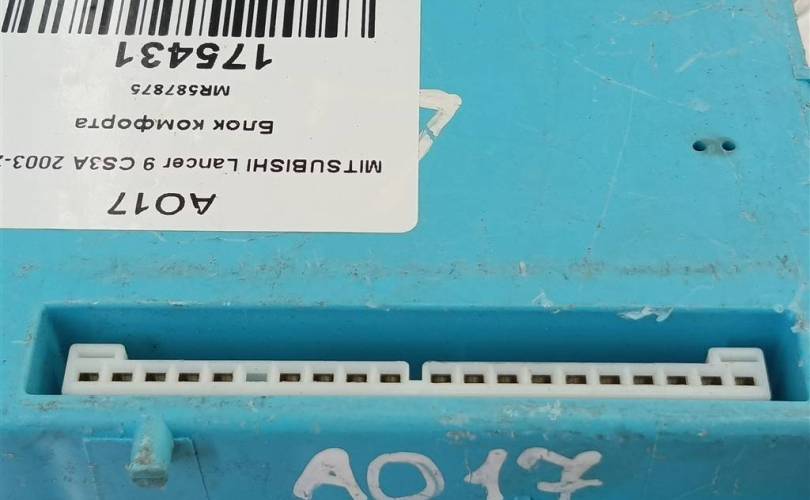 AO17
MITSUBISHI Lancer 9 CS3A 2003-
Блок комфорта
MR587875
175431
AO17